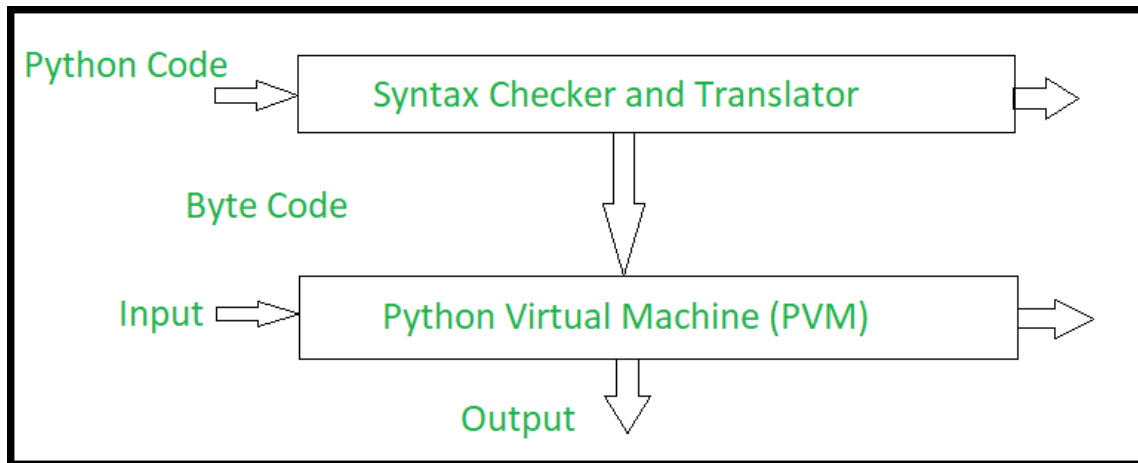 Python Code
Syntax Checker and Translator
Byte Code
Input
Python Virtual Machine (PVM)
Output